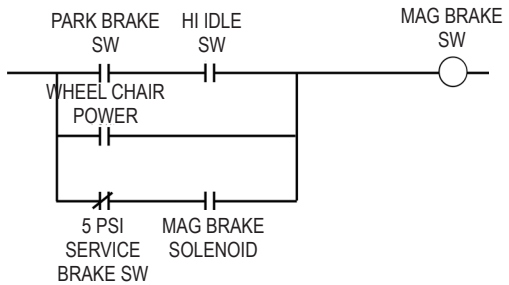 PARK BRAKE
SW
HI IDLE
SW
MAG BRAKE
SW
WHEEL CHAIR
POWER
5 PSI
SERVICE
BRAKE SW
MAG BRAKE
SOLENOID